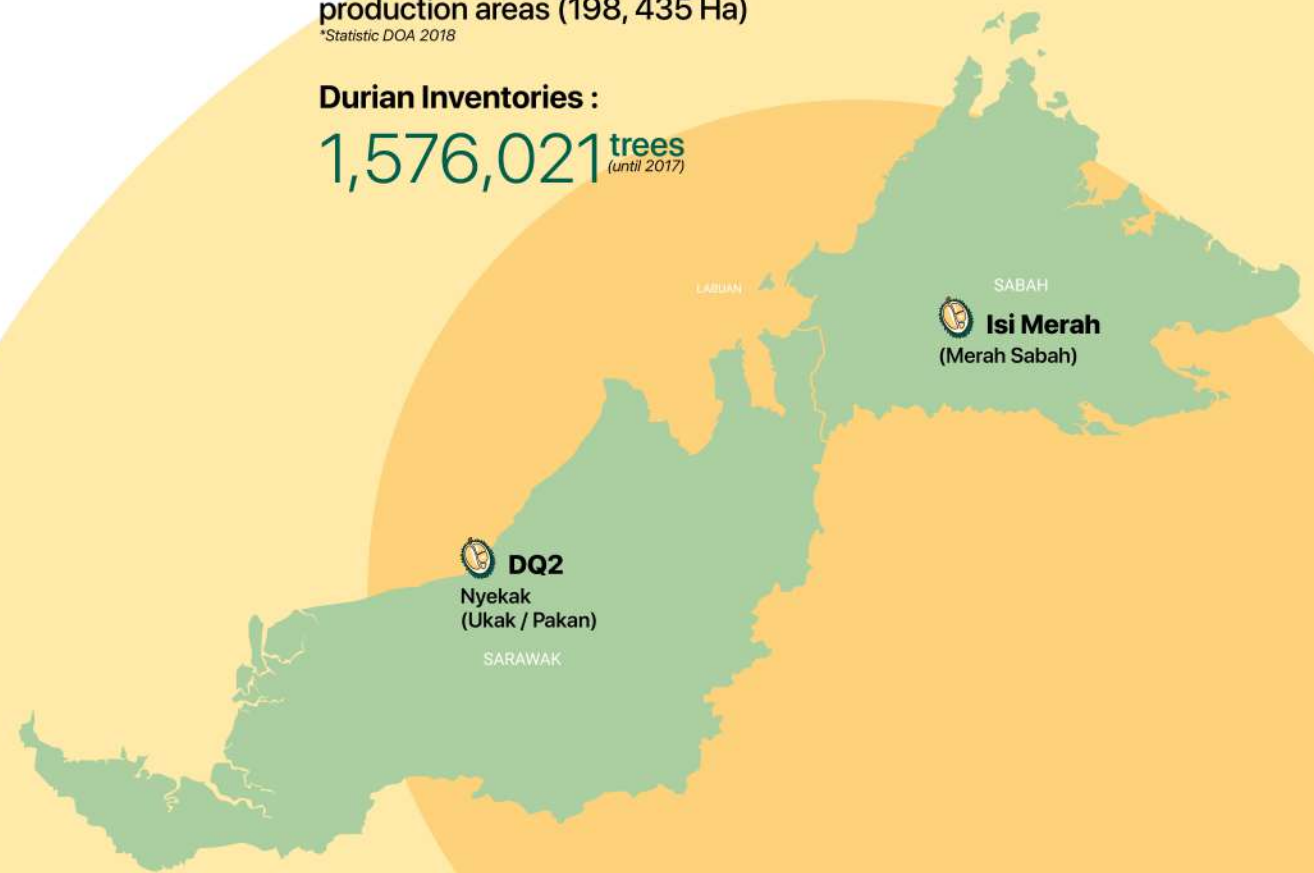 production areas (198, 435 Ha)
*Statistic DOA 2018
Durian Inventories :
1,576,021 trees
(until 2017)
LABUAN
SABAH
Isi Merah
(Merah Sabah)
DQ2
Nyekak
(Ukak / Pakan)
SARAWAK